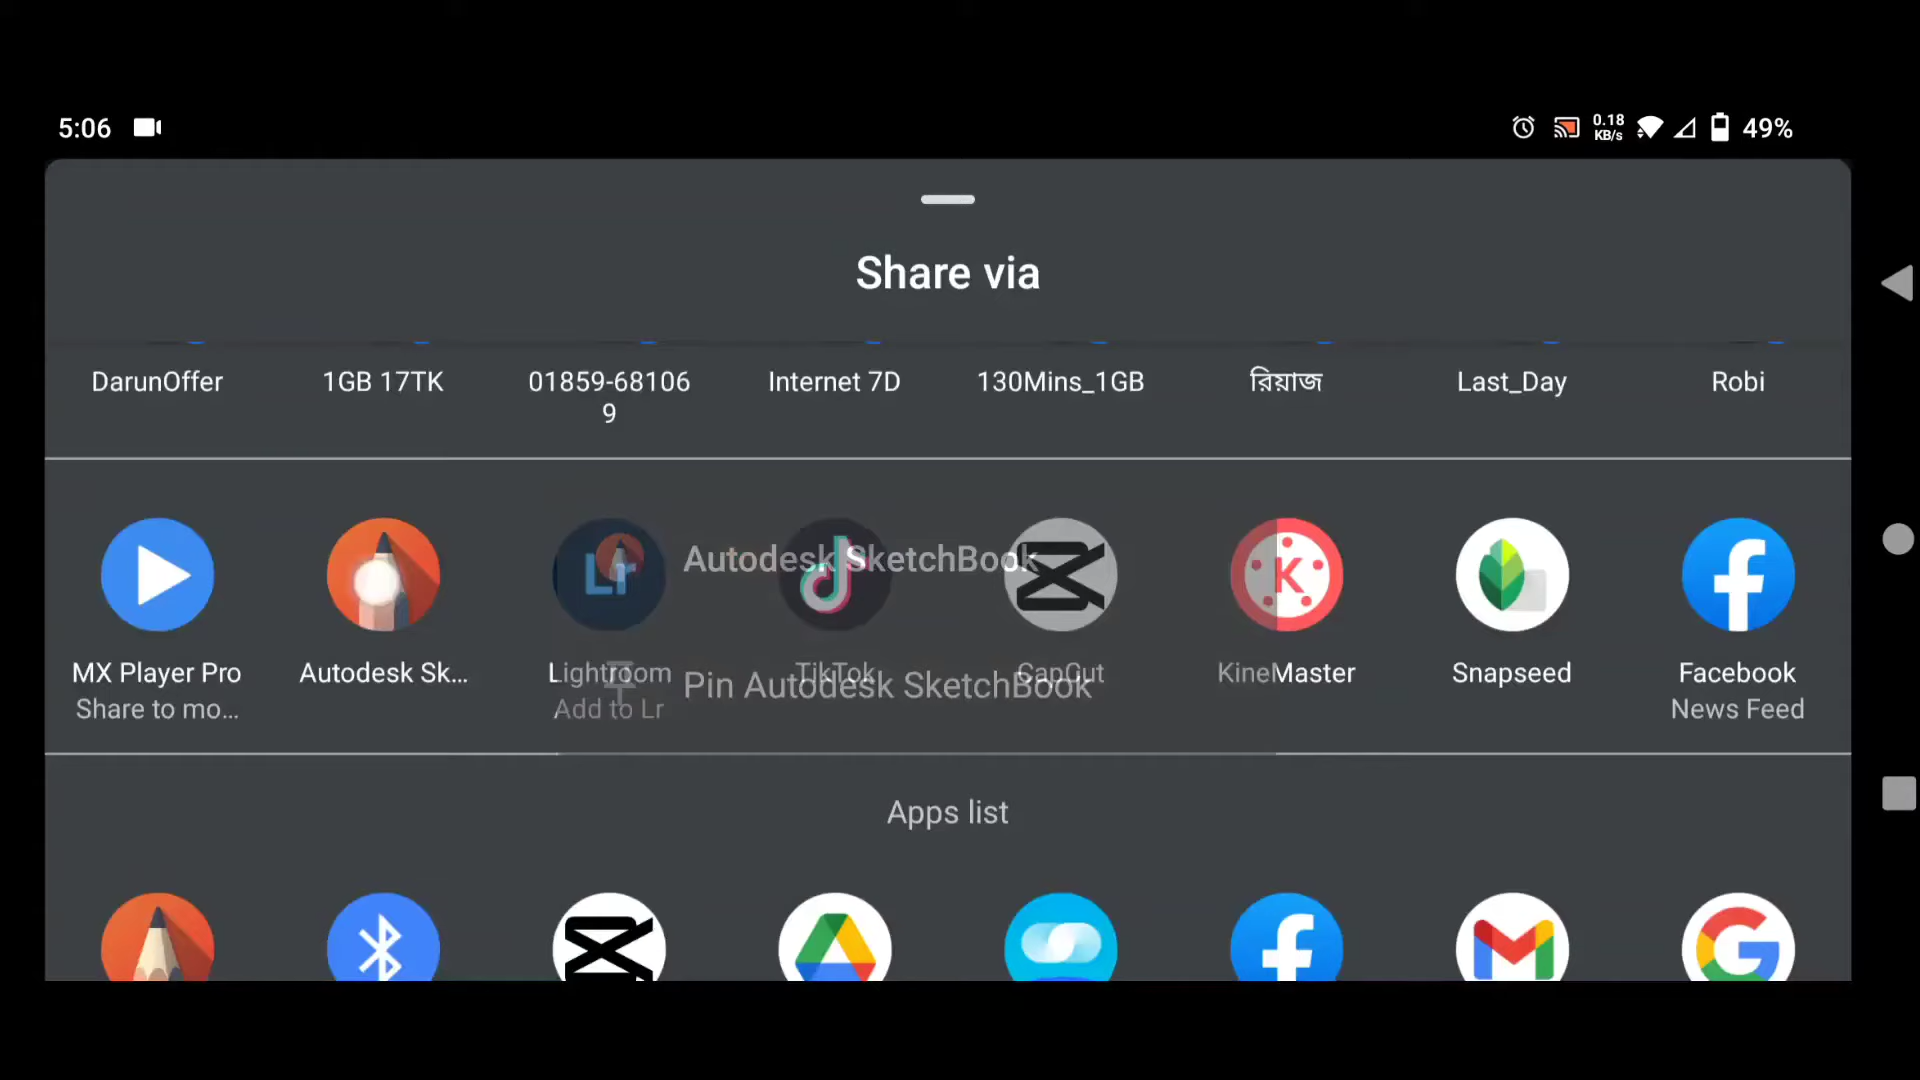 5:06
0.18
KB/s
49%
Share via
DarunOffer
1GB 17TK
01859-68106
9
Internet 7D
130Mins_1GB
রিয়াজ
Last_Day
Robi
Lr
Autodesk SketchBook
K
MX Player Pro
Share to mo...
Autodesk Sk...
Lightroom
Add to Lr
TikTok
CapCut
Pin Autodesk SketchBook
KineMaster
Snapseed
Facebook
News Feed
Apps list